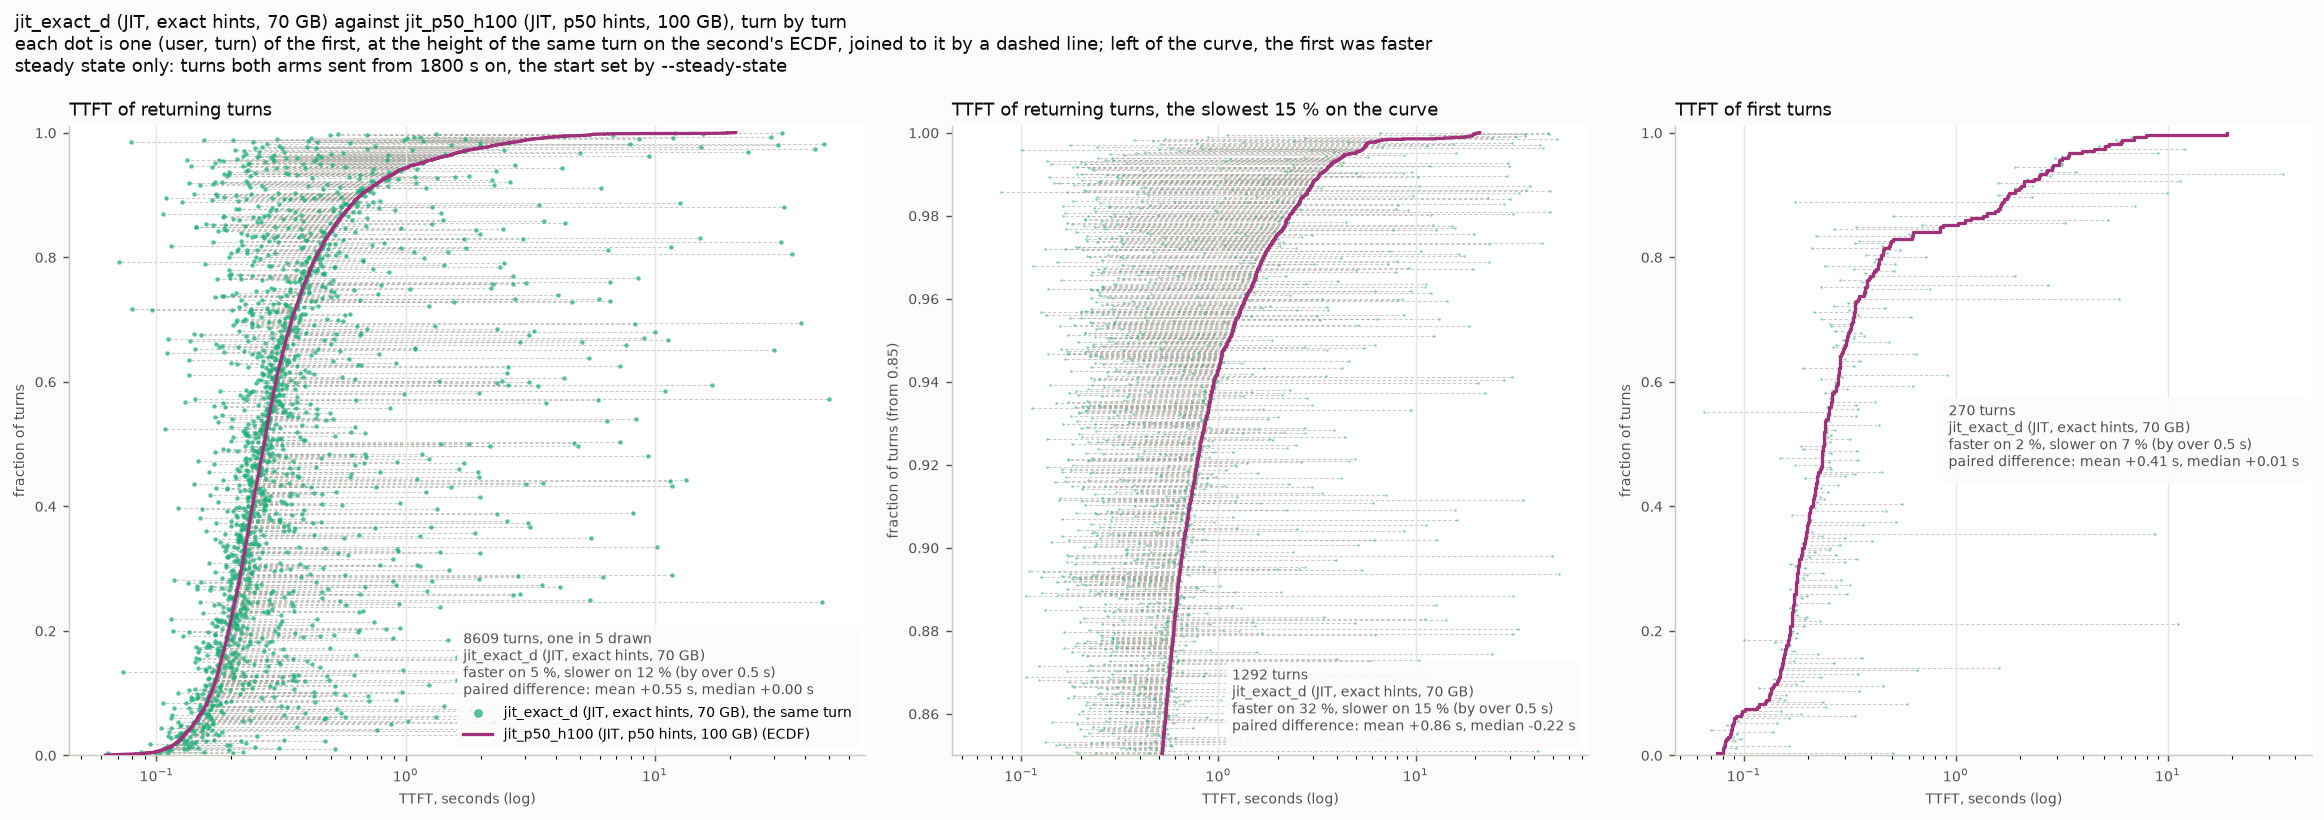 jit_exact_d (JIT, exact hints, 70 GB) against jit_p50_h100 (JIT, p50 hints, 100 GB), turn by turn
each dot is one (user, turn) of the first, at the height of the same turn on the second's ECDF, joined to it by a dashed line; left of the curve, the first was faster
steady state only: turns both arms sent from 1800 s on, the start set by --steady-state
TTFT of returning turns
1.0
0.8
0.6
0.4
0.2
0.0
fraction of turns
10⁻¹
10⁰
10¹
TTFT, seconds (log)
8609 turns, one in 5 drawn
jit_exact_d (JIT, exact hints, 70 GB)
faster on 5 %, slower on 12 % (by over 0.5 s)
paired difference: mean +0.55 s, median +0.00 s
jit_exact_d (JIT, exact hints, 70 GB), the same turn
jit_p50_h100 (JIT, p50 hints, 100 GB) (ECDF)
TTFT of returning turns, the slowest 15 % on the curve
1.00
0.98
0.96
0.94
0.92
0.90
0.88
0.86
fraction of turns (from 0.85)
10⁻¹
10⁰
10¹
TTFT, seconds (log)
1292 turns
jit_exact_d (JIT, exact hints, 70 GB)
faster on 32 %, slower on 15 % (by over 0.5 s)
paired difference: mean +0.86 s, median -0.22 s
TTFT of first turns
1.0
0.8
0.6
0.4
0.2
0.0
fraction of turns
10⁻¹
10⁰
10¹
TTFT, seconds (log)
270 turns
jit_exact_d (JIT, exact hints, 70 GB)
faster on 2 %, slower on 7 % (by over 0.5 s)
paired difference: mean +0.41 s, median +0.01 s